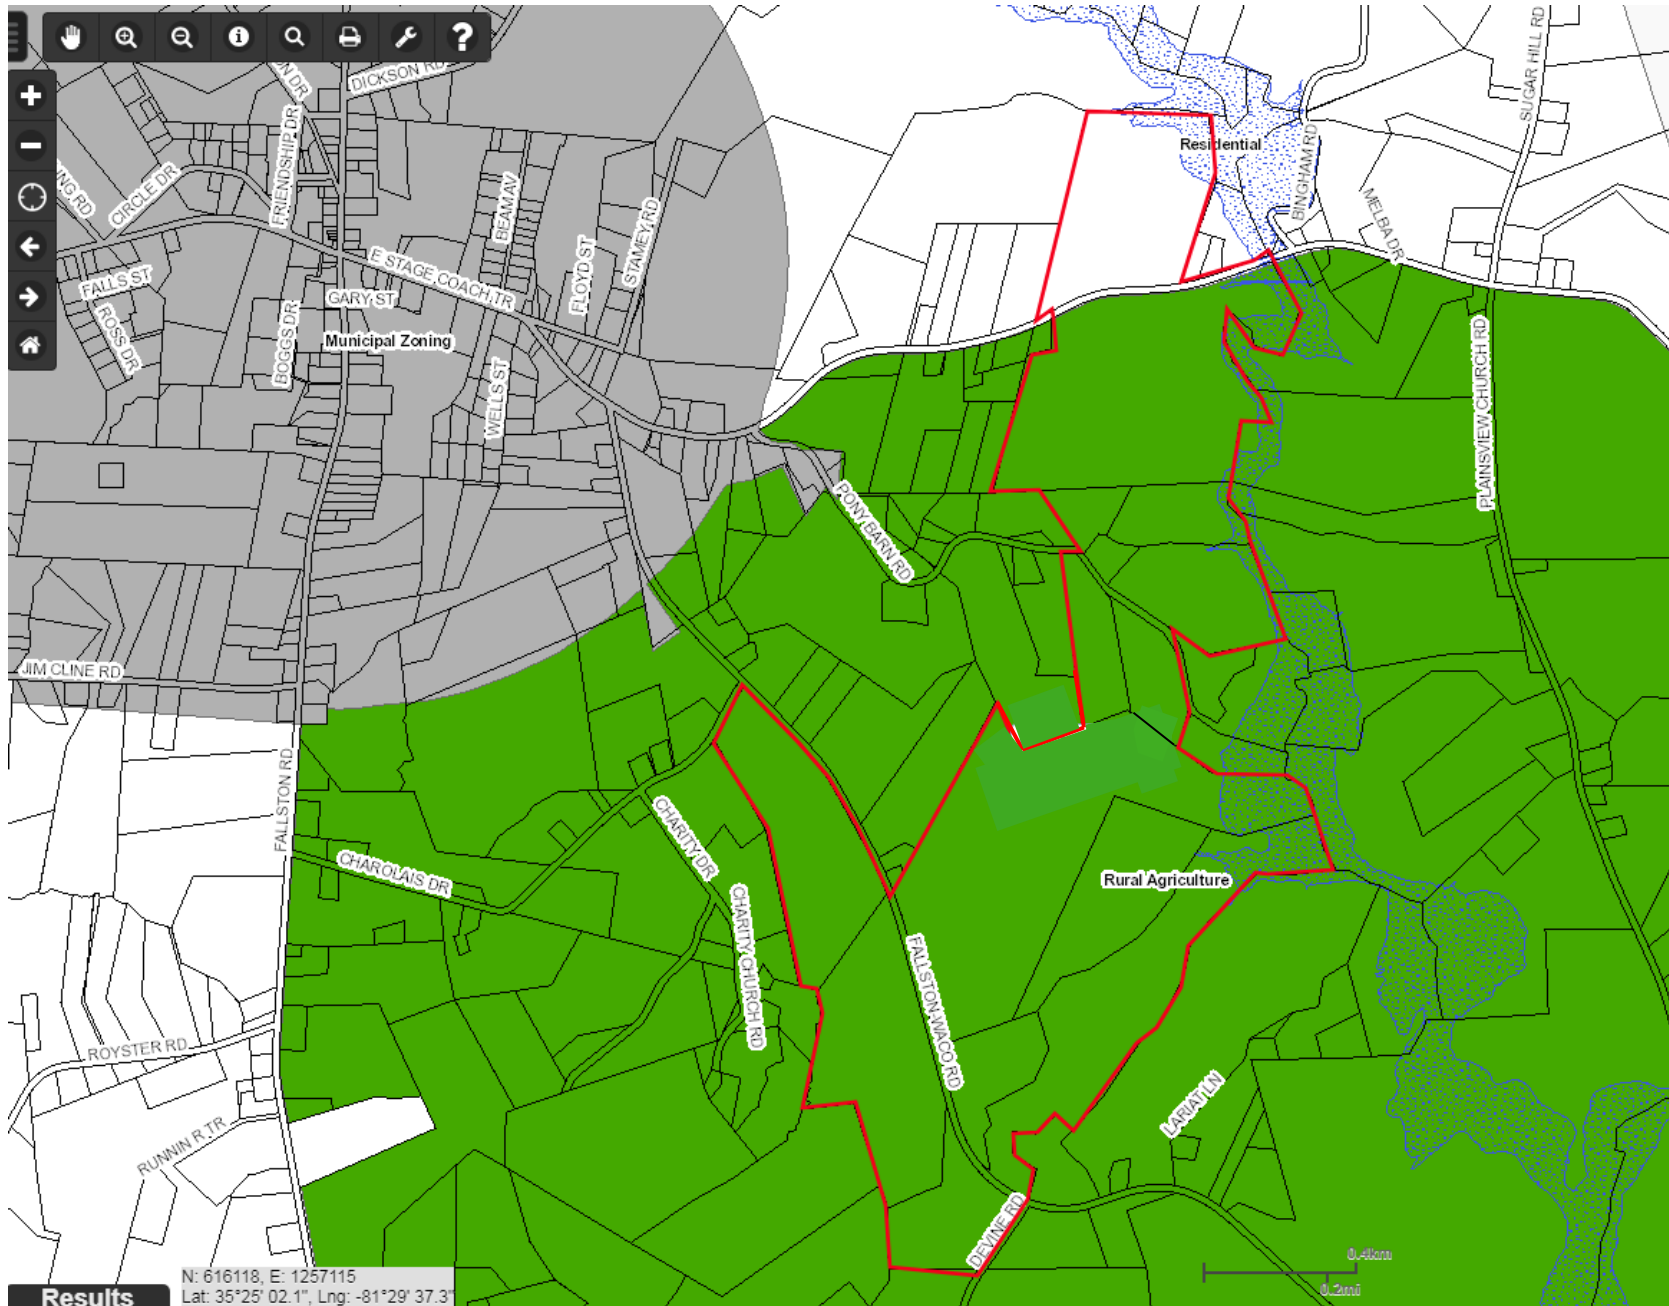 DICKSON RD
ON DR
FRIENDSHIP DR
CIRCLE DR
NG RD
FALLS ST
ROSS DR
BOGGS DR
GARY ST
E STAGE COACH TR
BEAM AV
FLOYD ST
STAMEY RD
WELLS ST
Municipal Zoning
Residential
BINGHAM RD
MELBA DR
SUGAR HILL RD
PLAINSVIEW CHURCH RD
PONY BARN RD
JIM CLINE RD
FALLSTON RD
CHAROLAIS DR
CHARITY DR
CHARITY CHURCH RD
Rural Agriculture
FALLSTON-WACO RD
ROYSTER RD
RUNNIN R TR
LARIAT LN
DEVINE RD
0.4km
0.2mi
N: 616118, E: 1257115
Lat: 35°25' 02.1", Lng: -81°29' 37.3"
Results